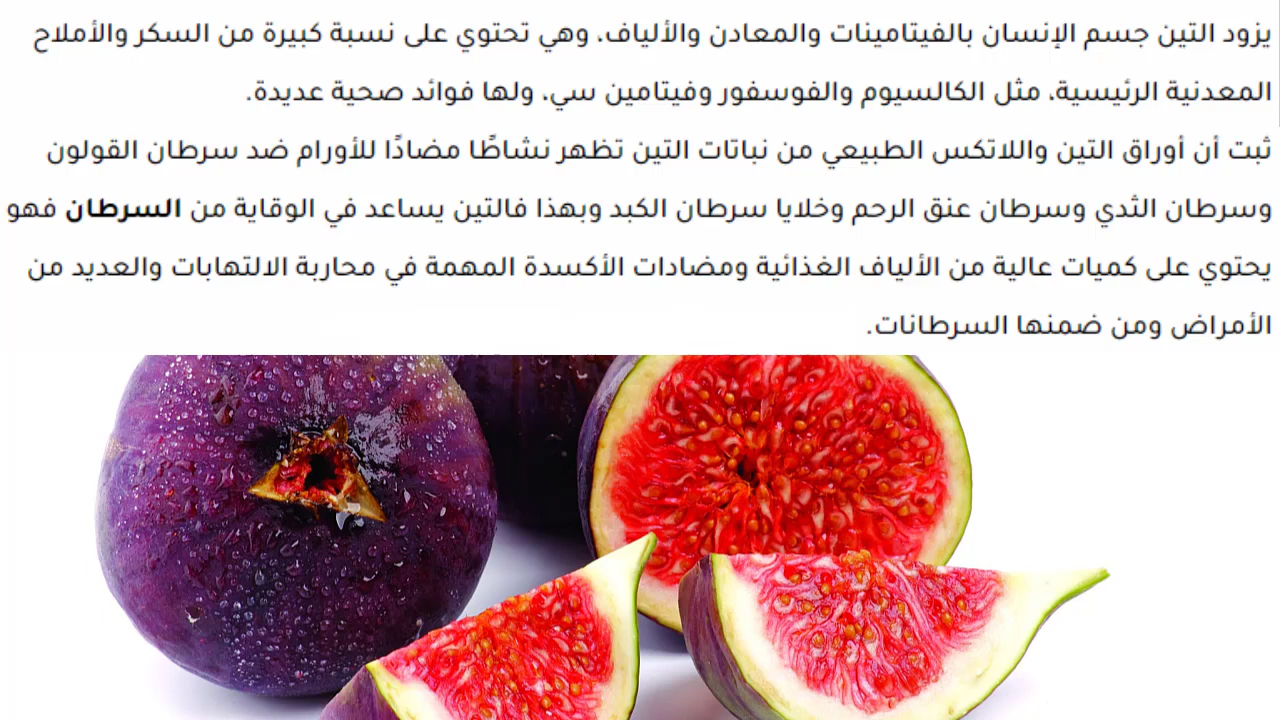 يزود التين جسم الإنسان بالفيتامينات والمعادن والألياف، وهي تحتوي على نسبة كبيرة من السكر والأملاح
المعدنية الرئيسية، مثل الكالسيوم والفوسفور وفيتامين سي، ولها فوائد صحية عديدة.
ثبت أن أوراق التين واللاتكس الطبيعي من نباتات التين تظهر نشاطًا مضادًا للأورام ضد سرطان القولون
وسرطان الثدي وسرطان عنق الرحم وخلايا سرطان الكبد وبهذا فالتين يساعد في الوقاية من السرطان فهو
يحتوي على كميات عالية من الألياف الغذائية ومضادات الأكسدة المهمة في محاربة الالتهابات والعديد من
الأمراض ومن ضمنها السرطانات.